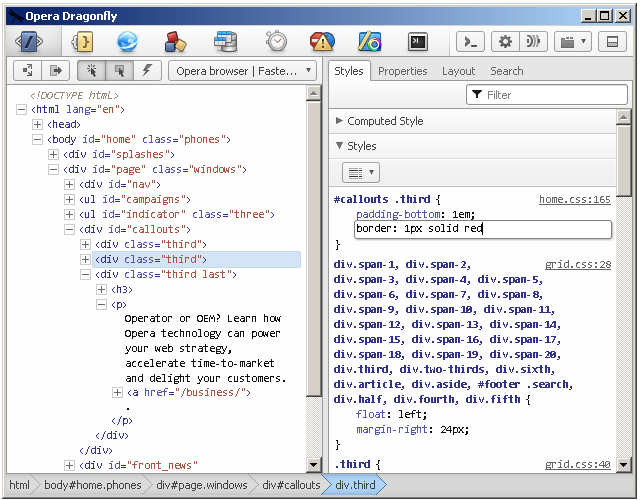 Opera Dragonfly
Opera browser | Faste...
<!DOCTYPE html>
<html lang="en">
<head>
<body id="home" class="phones">
<div id="splashes">
<div id="page" class="windows">
<div id="nav">
<ul id="campaigns">
<ul id="indicator" class="three">
<div id="callouts">
<div class="third">
<div class="third">
<div class="third last">
<h3>
<p>
Operator or OEM? Learn how
Opera technology can power
your web strategy,
accelerate time-to-market
and delight your customers.
<a href="/business/">
.
</p>
</div>
</div>
<div id="front_news"
Styles Properties Layout Search
Filter
Computed Style
Styles
#callouts .third { home.css:165
padding-bottom: 1em;
border: 1px solid red
}
div.span-1, div.span-2, grid.css:28
div.span-3, div.span-4, div.span-5,
div.span-6, div.span-7, div.span-8,
div.span-9, div.span-10, div.span-11,
div.span-12, div.span-13, div.span-14,
div.span-15, div.span-16, div.span-17,
div.span-18, div.span-19, div.span-20,
div.third, div.two-thirds, div.sixth,
div.article, div.aside, #footer .search,
div.half, div.fourth, div.fifth {
float: left;
margin-right: 24px;
}
.third { grid.css:40
html body#home.phones div#page.windows div#callouts div.third